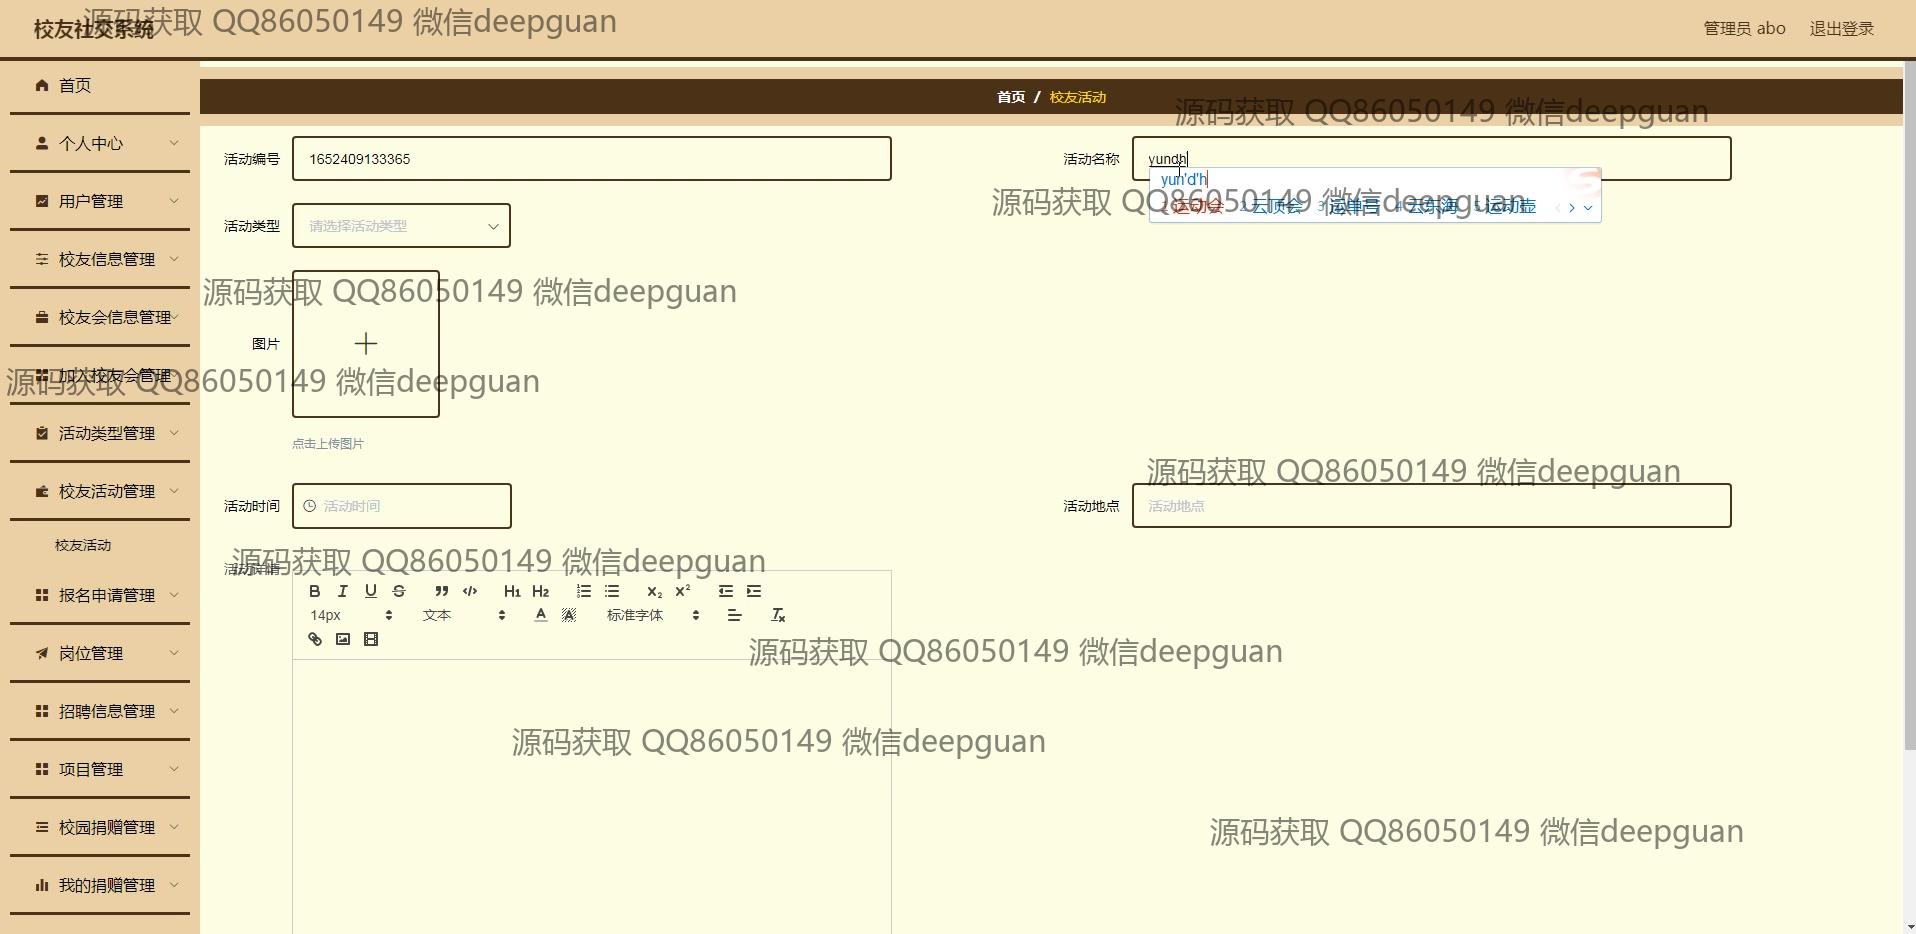 校友社交系统
源码获取 QQ86050149 微信deepguan
管理员 abo
退出登录
首页
个人中心
用户管理
校友信息管理
校友会信息管理
加入校友会管理
活动类型管理
校友活动管理
校友活动
报名申请管理
岗位管理
招聘信息管理
项目管理
校园捐赠管理
我的捐赠管理
首页 / 校友活动
源码获取 QQ86050149 微信deepguan
活动编号
1652409133365
活动名称
yundh
yun'd'h
1 运动会 2 云顶会 3 运单号 4 云东海 5 运动壶
源码获取 QQ86050149 微信deepguan
活动类型
请选择活动类型
源码获取 QQ86050149 微信deepguan
图片
源码获取 QQ86050149 微信deepguan
点击上传图片
源码获取 QQ86050149 微信deepguan
活动时间
活动时间
活动地点
活动地点
源码获取 QQ86050149 微信deepguan
活动详情
B I U S H1 H2 X2 X2
14px 文本 A A 标准字体 Tx
源码获取 QQ86050149 微信deepguan
源码获取 QQ86050149 微信deepguan
源码获取 QQ86050149 微信deepguan